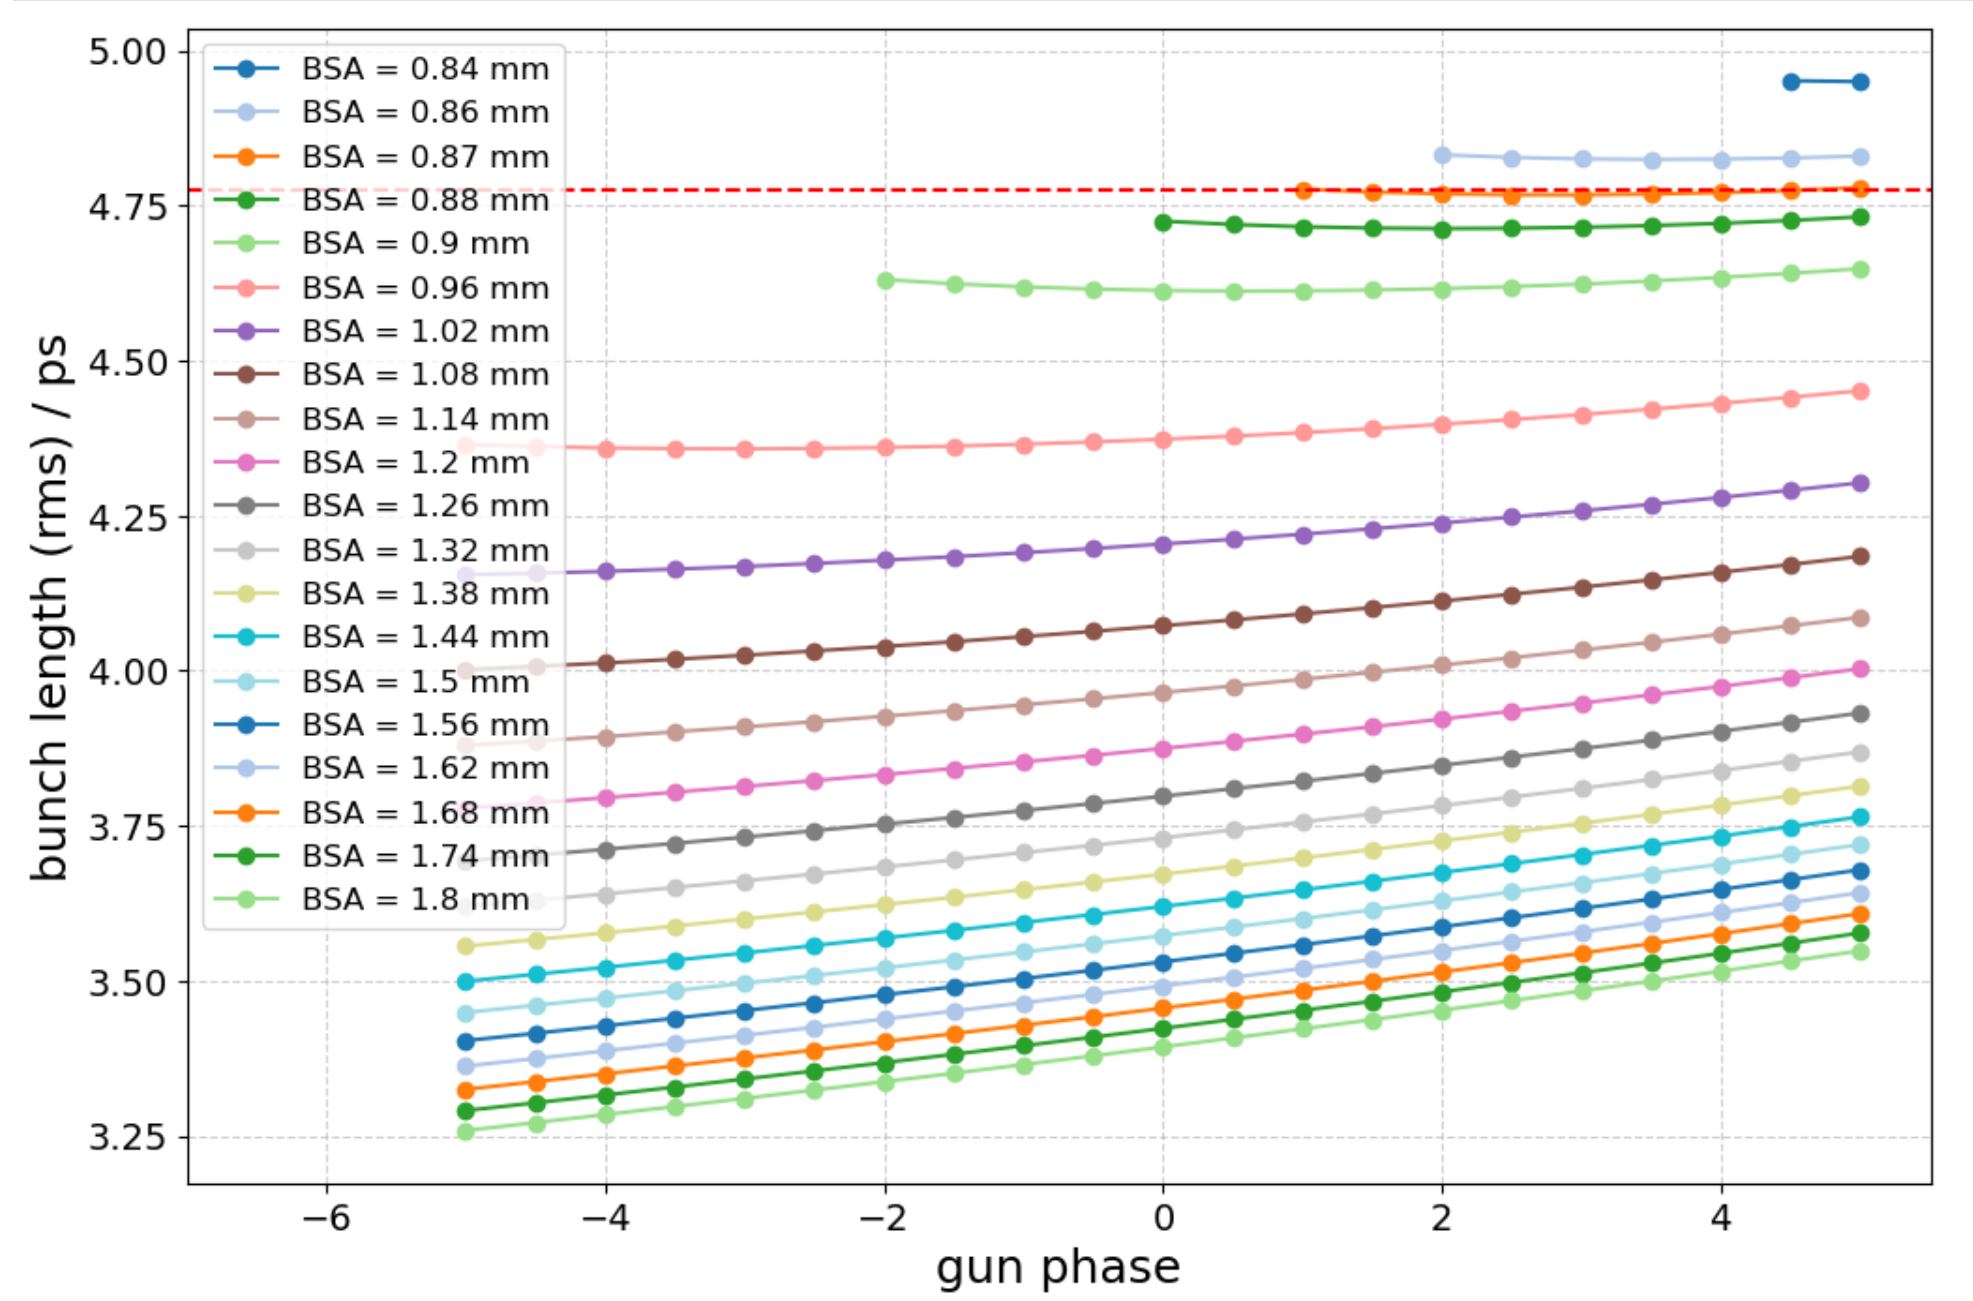 5.00
4.75
4.50
4.25
4.00
3.75
3.50
3.25
bunch length (rms) / ps
BSA = 0.84 mm
BSA = 0.86 mm
BSA = 0.87 mm
BSA = 0.88 mm
BSA = 0.9 mm
BSA = 0.96 mm
BSA = 1.02 mm
BSA = 1.08 mm
BSA = 1.14 mm
BSA = 1.2 mm
BSA = 1.26 mm
BSA = 1.32 mm
BSA = 1.38 mm
BSA = 1.44 mm
BSA = 1.5 mm
BSA = 1.56 mm
BSA = 1.62 mm
BSA = 1.68 mm
BSA = 1.74 mm
BSA = 1.8 mm
−6 −4 −2 0 2 4
gun phase